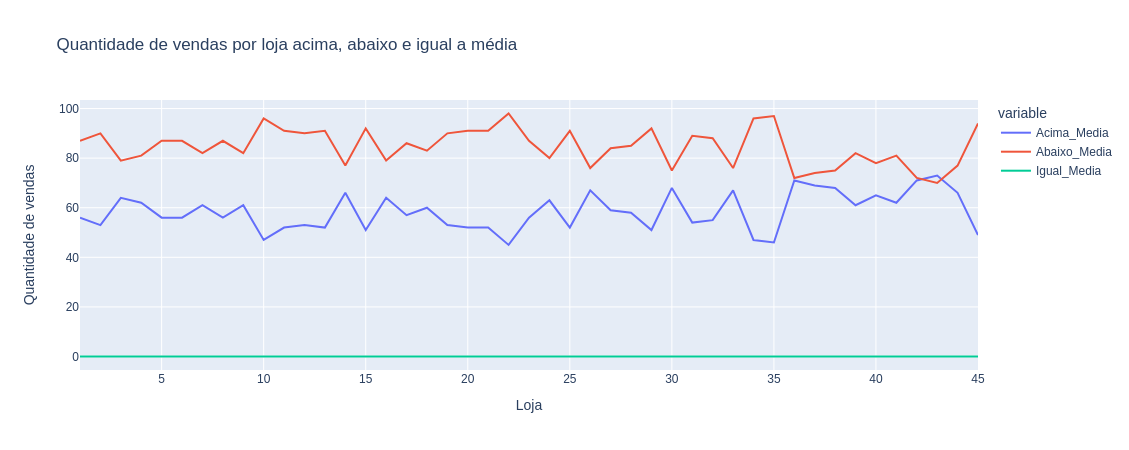 Quantidade de vendas por loja acima, abaixo e igual a média
Quantidade de vendas
100
80
60
40
20
0
5 10 15 20 25 30 35 40 45
Loja
variable
Acima_Media
Abaixo_Media
Igual_Media